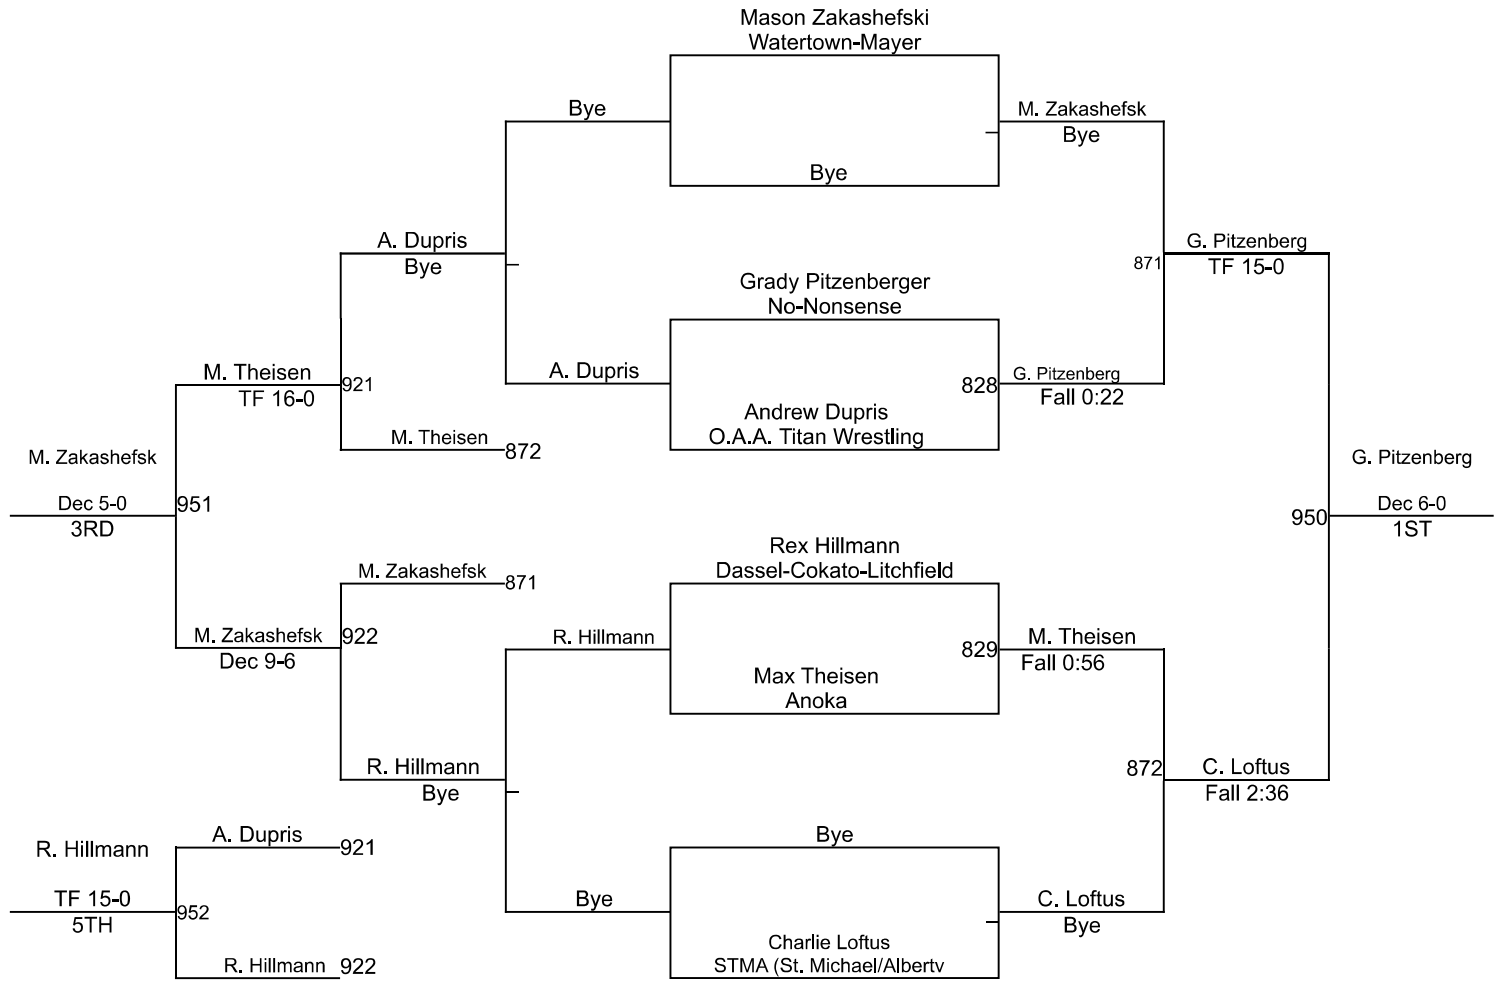 Mason Zakashefski
Watertown-Mayer
Bye
M. Zakashefsk
Bye
Bye
A. Dupris
Bye
G. Pitzenberg
871
TF 15-0
Grady Pitzenberger
No-Nonsense
M. Theisen
TF 16-0
921
A. Dupris
828
G. Pitzenberg
Fall 0:22
Andrew Dupris
O.A.A. Titan Wrestling
M. Theisen
872
M. Zakashefsk
Dec 5-0
3RD
951
G. Pitzenberg
950
Dec 6-0
1ST
Rex Hillmann
Dassel-Cokato-Litchfield
M. Zakashefsk
871
M. Zakashefsk
Dec 9-6
922
R. Hillmann
829
M. Theisen
Fall 0:56
Max Theisen
Anoka
R. Hillmann
Bye
872
C. Loftus
Fall 2:36
R. Hillmann
TF 15-0
5TH
A. Dupris
921
952
Bye
Bye
C. Loftus
Bye
Charlie Loftus
STMA (St. Michael/Albertv
R. Hillmann
922